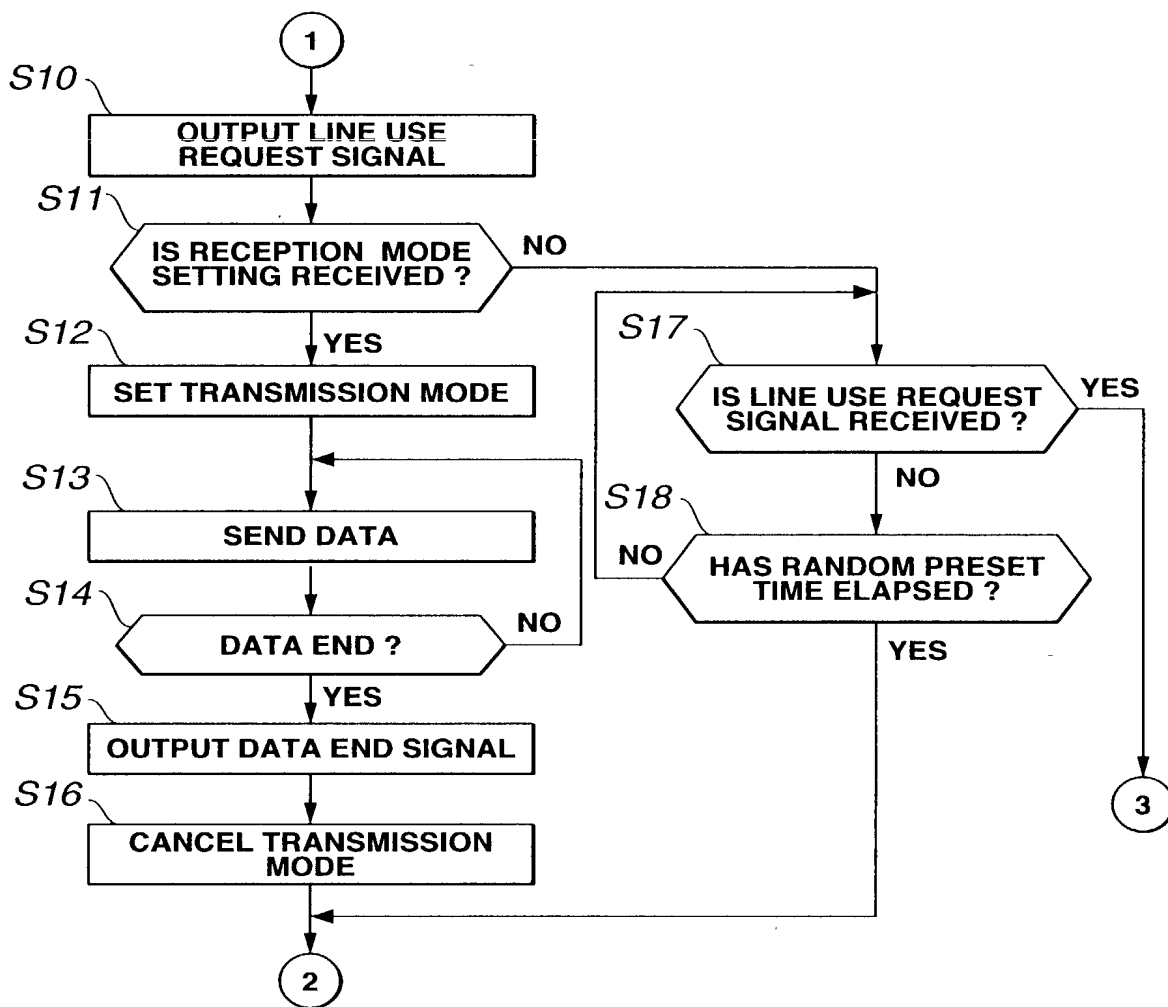 1
S10
OUTPUT LINE USE
REQUEST SIGNAL
S11
IS RECEPTION MODE
SETTING RECEIVED ?
NO
YES
S12
SET TRANSMISSION MODE
S13
SEND DATA
S14
DATA END ?
NO
YES
S15
OUTPUT DATA END SIGNAL
S16
CANCEL TRANSMISSION
MODE
2
S17
IS LINE USE REQUEST
SIGNAL RECEIVED ?
YES
NO
S18
HAS RANDOM PRESET
TIME ELAPSED ?
NO
YES
3